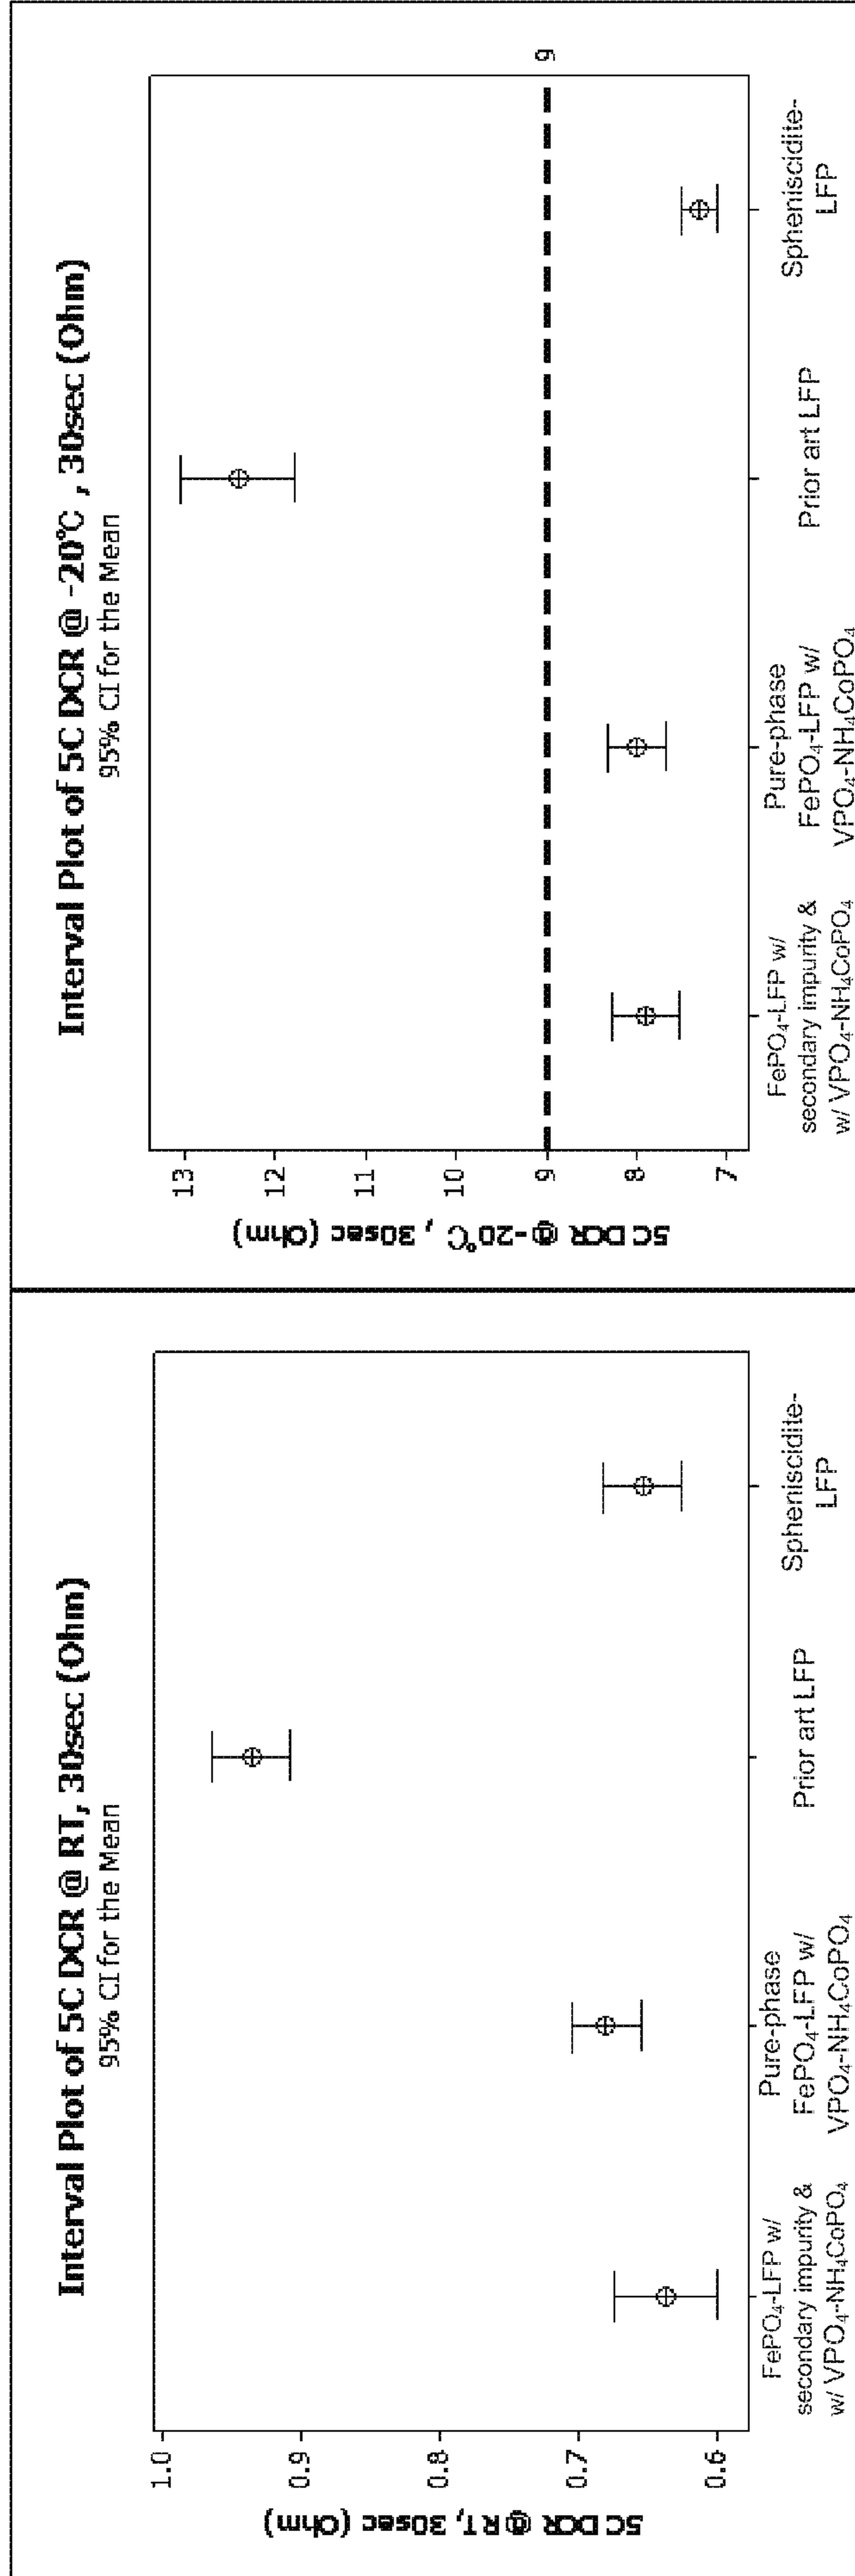 Interval Plot of 5C DCR @ RT, 30sec (Ohm)
95% CI for the Mean
5C DCR @ RT, 30sec (Ohm)
1.0
0.9
0.8
0.7
0.6
FePO₄-LFP w/
secondary impurity &
w/ VPO₄-NH₄CoPO₄
Pure-phase
FePO₄-LFP w/
VPO₄-NH₄CoPO₄
Prior art LFP
Spheniscidite-
LFP
Interval Plot of 5C DCR @ -20°C , 30sec (Ohm)
95% CI for the Mean
5C DCR @ -20°C , 30sec (Ohm)
13
12
11
10
9
8
7
9
FePO₄-LFP w/
secondary impurity &
w/ VPO₄-NH₄CoPO₄
Pure-phase
FePO₄-LFP w/
VPO₄-NH₄CoPO₄
Prior art LFP
Spheniscidite-
LFP